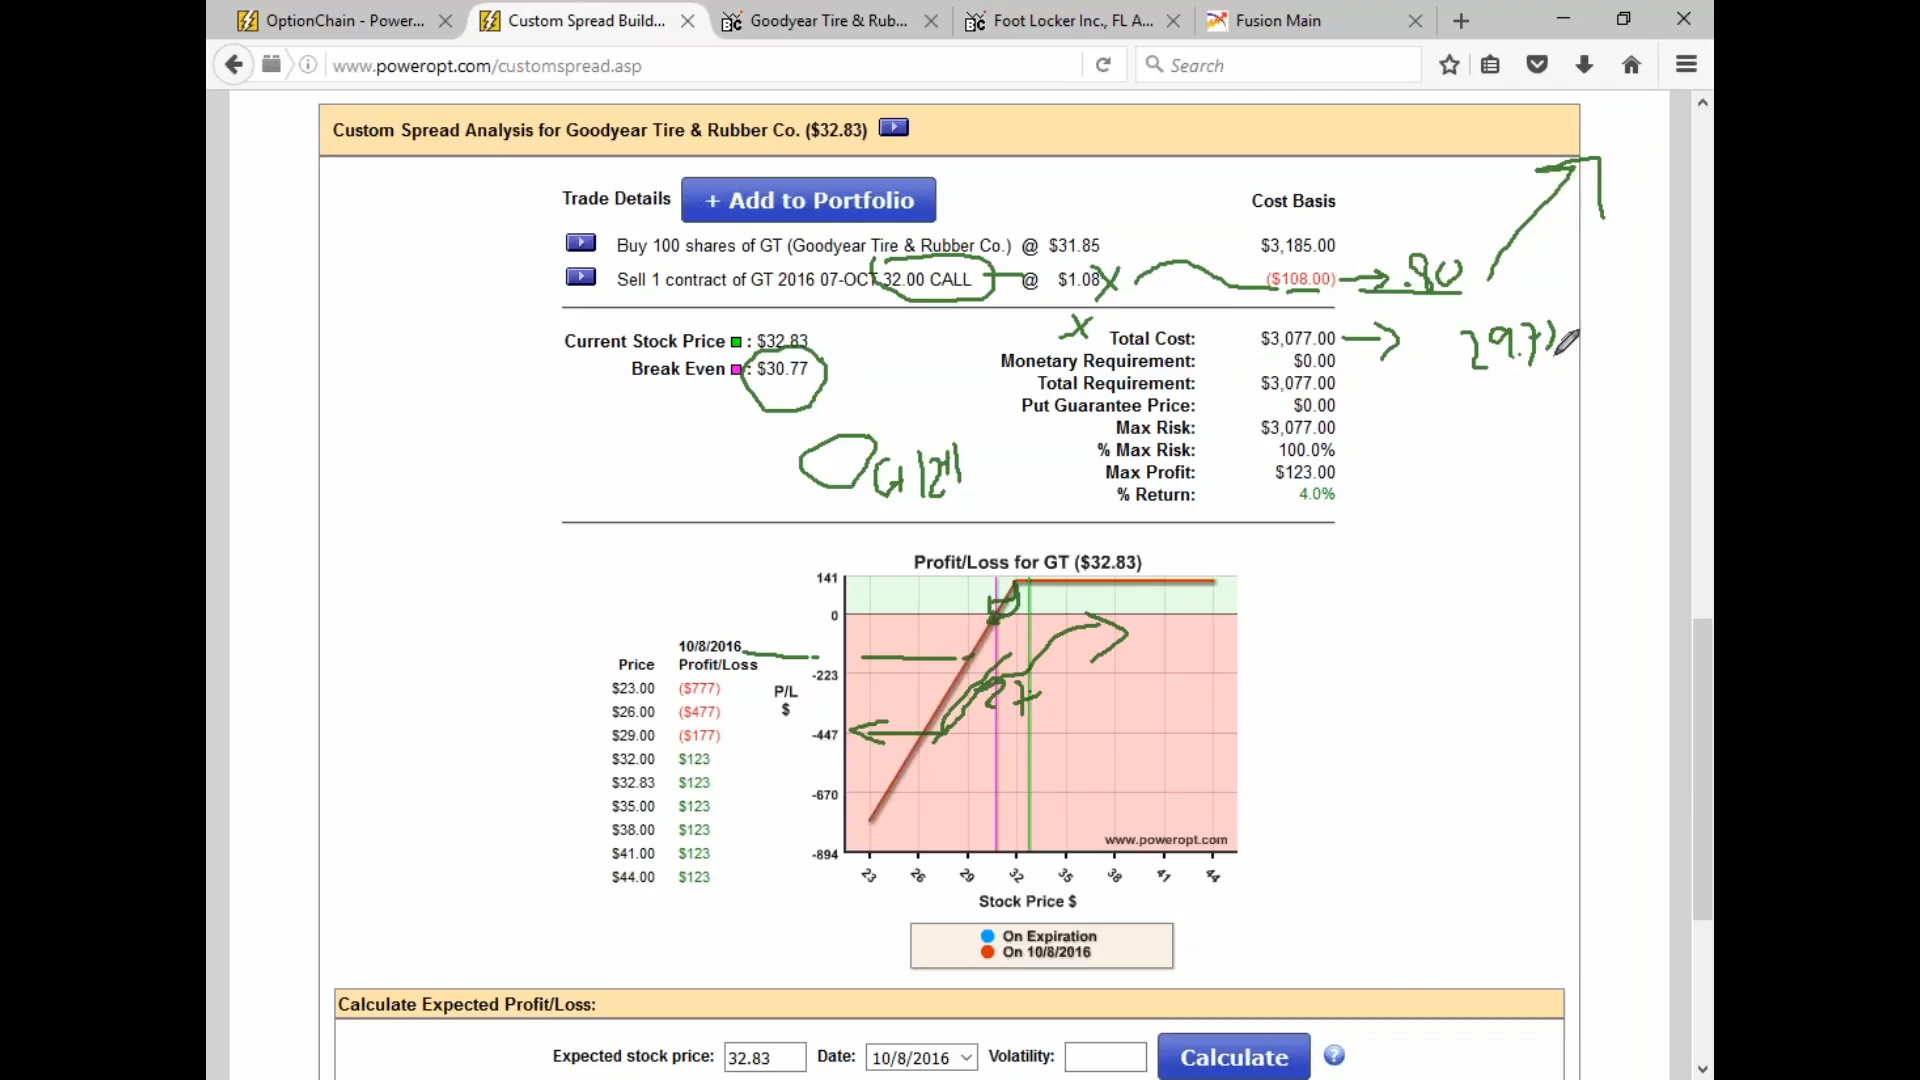 OptionChain - Power...
Custom Spread Build...
Goodyear Tire & Rub...
Foot Locker Inc., FL A...
Fusion Main
www.poweropt.com/customspread.asp
Search
Custom Spread Analysis for Goodyear Tire & Rubber Co. ($32.83)
Trade Details
+ Add to Portfolio
Cost Basis
Buy 100 shares of GT (Goodyear Tire & Rubber Co.) @ $31.85 $3,185.00
Sell 1 contract of GT 2016 07-OCT 32.00 CALL @ $1.08 ($108.00)
.80
Current Stock Price : $32.83
Break Even : $30.77
Total Cost: $3,077.00
Monetary Requirement: $0.00
Total Requirement: $3,077.00
Put Guarantee Price: $0.00
Max Risk: $3,077.00
% Max Risk: 100.0%
Max Profit: $123.00
% Return: 4.0%
Profit/Loss for GT ($32.83)
10/8/2016
Price Profit/Loss
$23.00 ($777)
$26.00 ($477)
$29.00 ($177)
$32.00 $123
$32.83 $123
$35.00 $123
$38.00 $123
$41.00 $123
$44.00 $123
P/L
$
141
0
-223
-447
-670
-894
27
www.poweropt.com
23 26 29 32 35 38 41 44
Stock Price $
On Expiration
On 10/8/2016
Calculate Expected Profit/Loss:
Expected stock price: 32.83 Date: 10/8/2016 Volatility: Calculate ?